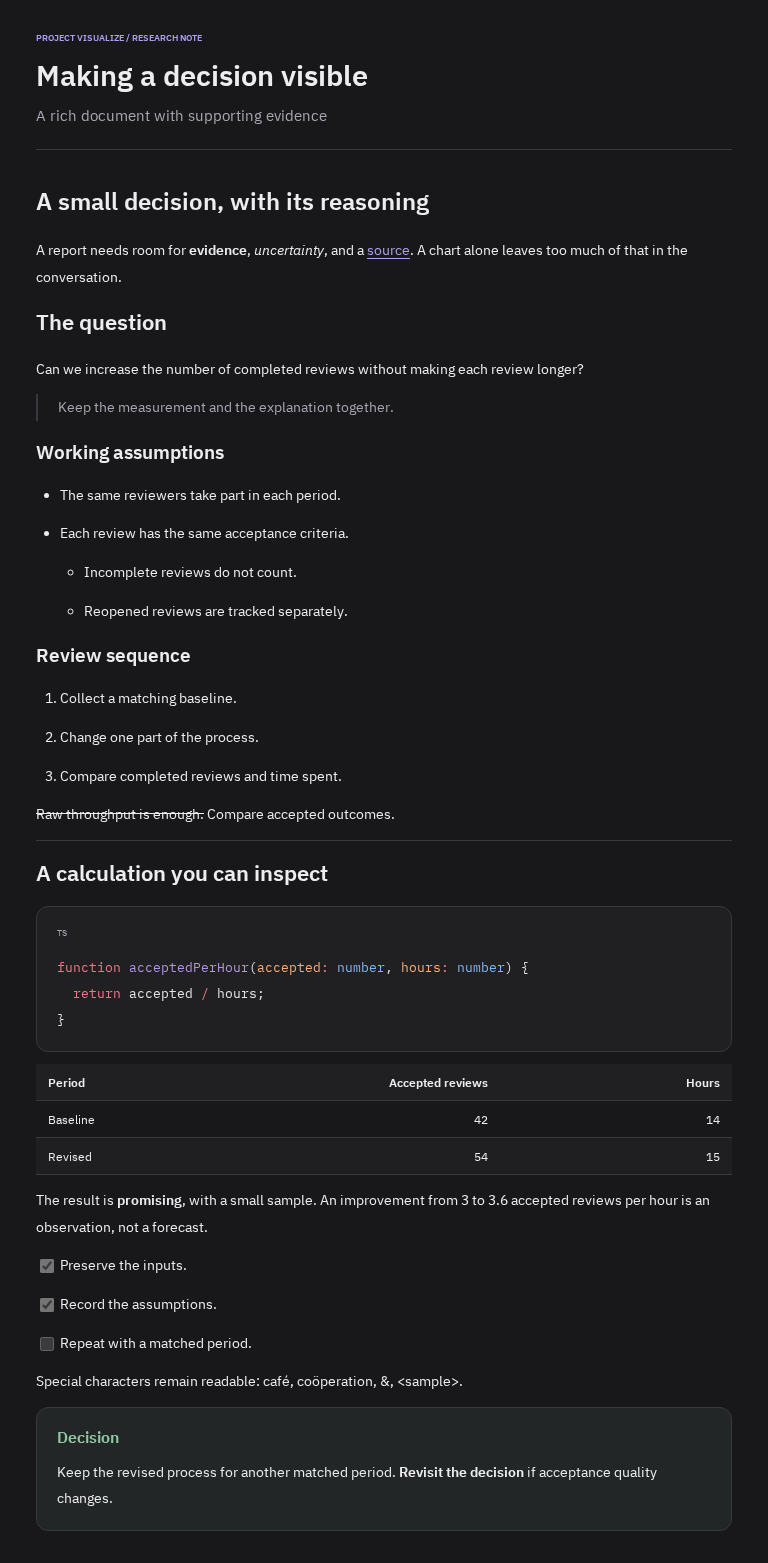 PROJECT VISUALIZE / RESEARCH NOTE
Making a decision visible
A rich document with supporting evidence
A small decision, with its reasoning
A report needs room for evidence, uncertainty, and a source. A chart alone leaves too much of that in the
conversation.
The question
Can we increase the number of completed reviews without making each review longer?
Keep the measurement and the explanation together.
Working assumptions
• The same reviewers take part in each period.
• Each review has the same acceptance criteria.
◦ Incomplete reviews do not count.
◦ Reopened reviews are tracked separately.
Review sequence
1. Collect a matching baseline.
2. Change one part of the process.
3. Compare completed reviews and time spent.
Raw throughput is enough. Compare accepted outcomes.
A calculation you can inspect
TS
function acceptedPerHour(accepted: number, hours: number) {
  return accepted / hours;
}
Period Accepted reviews Hours
Baseline 42 14
Revised 54 15
The result is promising, with a small sample. An improvement from 3 to 3.6 accepted reviews per hour is an
observation, not a forecast.
Preserve the inputs.
Record the assumptions.
Repeat with a matched period.
Special characters remain readable: café, coöperation, &, <sample>.
Decision
Keep the revised process for another matched period. Revisit the decision if acceptance quality
changes.